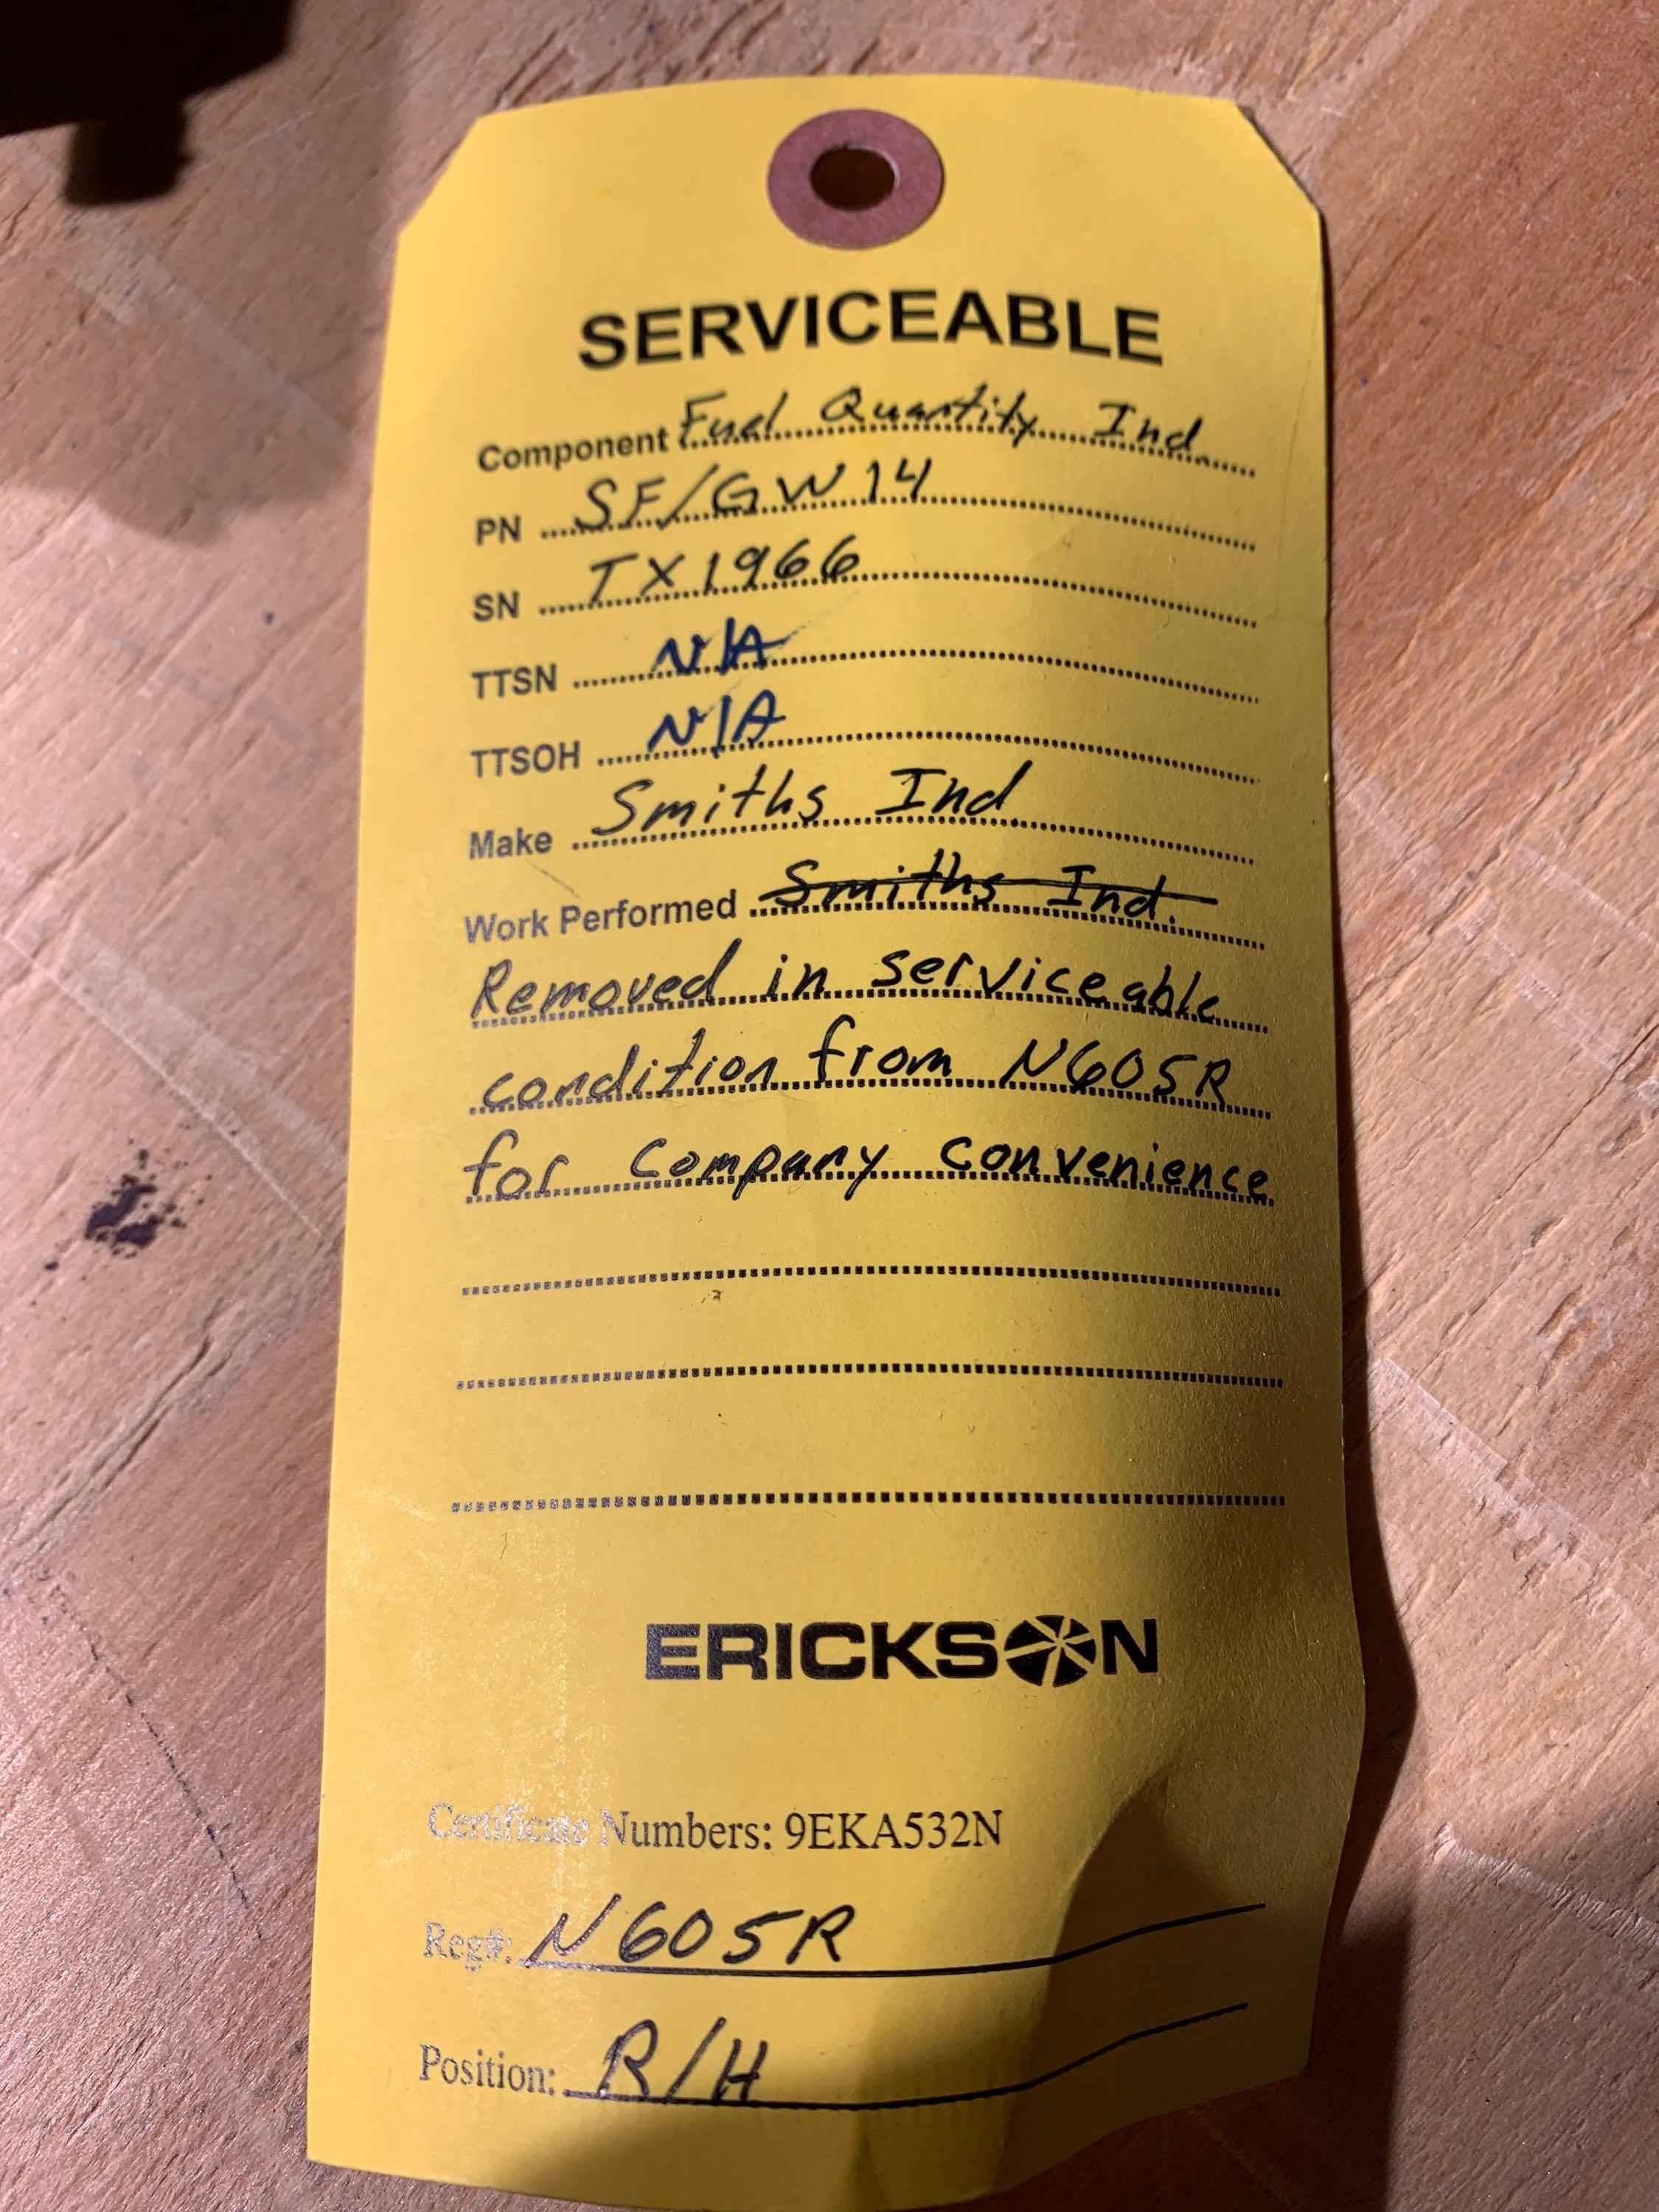 SERVICEABLE
Component Fuel Quantity Ind
PN SF/GW14
SN TX1966
TTSN N/A
TTSOH N/A
Make Smiths Ind
Work Performed Smiths Ind.
Removed in serviceable
condition from N605R
for Company convenience
ERICKSON
Certificate Numbers: 9EKA532N
Reg#: N605R
Position: R/H